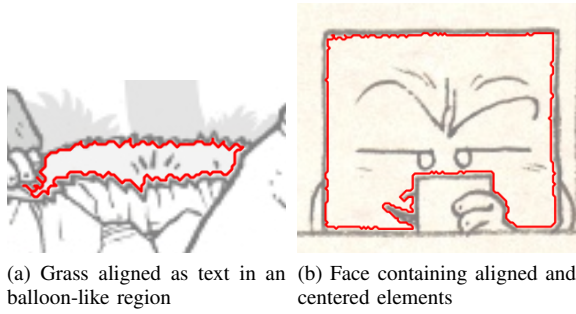 (a) Grass aligned as text in an
balloon-like region
(b) Face containing aligned and
centered elements